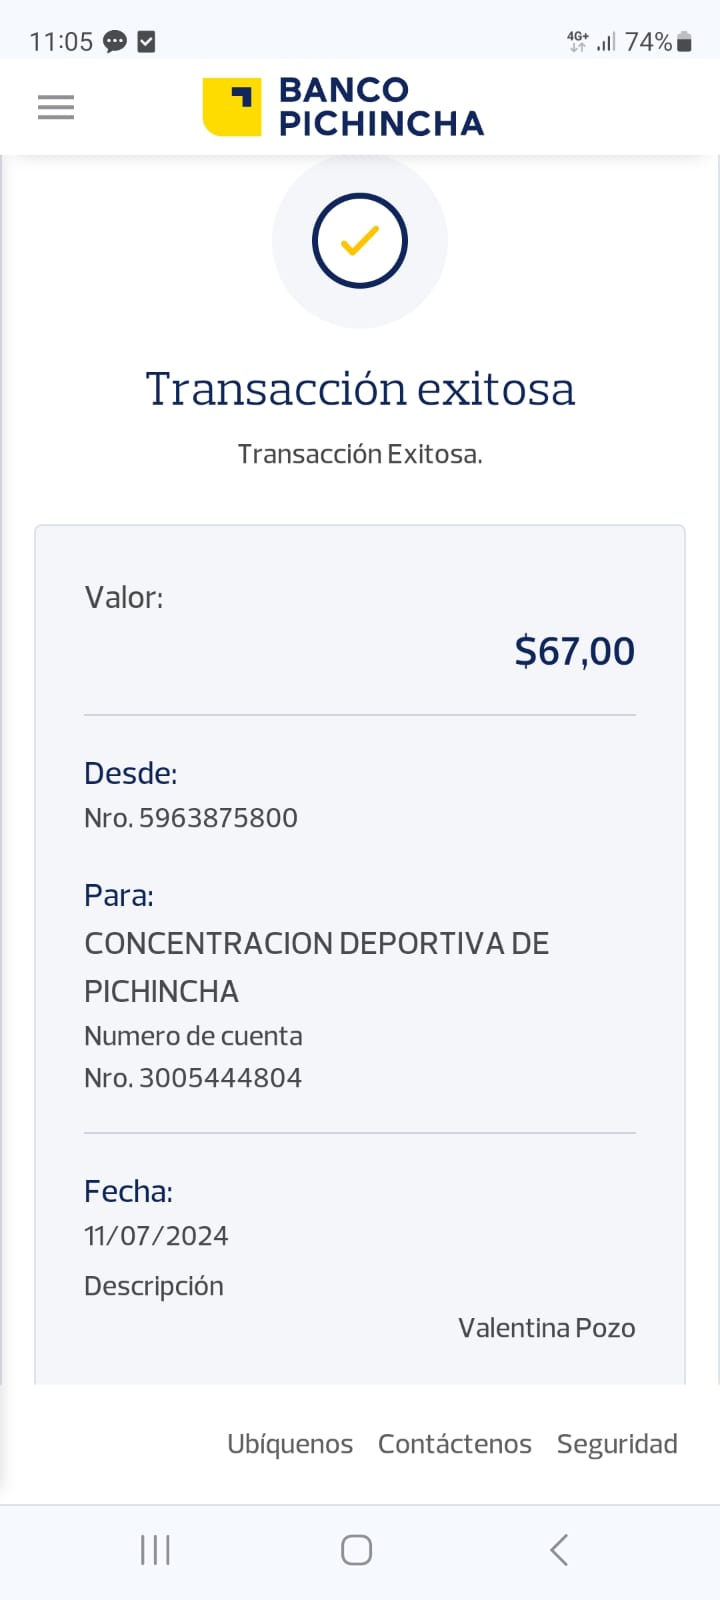 11:05 4G+ 74%
BANCO
PICHINCHA
Transacción exitosa
Transacción Exitosa.
Valor:
$67,00
Desde:
Nro. 5963875800
Para:
CONCENTRACION DEPORTIVA DE
PICHINCHA
Numero de cuenta
Nro. 3005444804
Fecha:
11/07/2024
Descripción
Valentina Pozo
Ubíquenos Contáctenos Seguridad